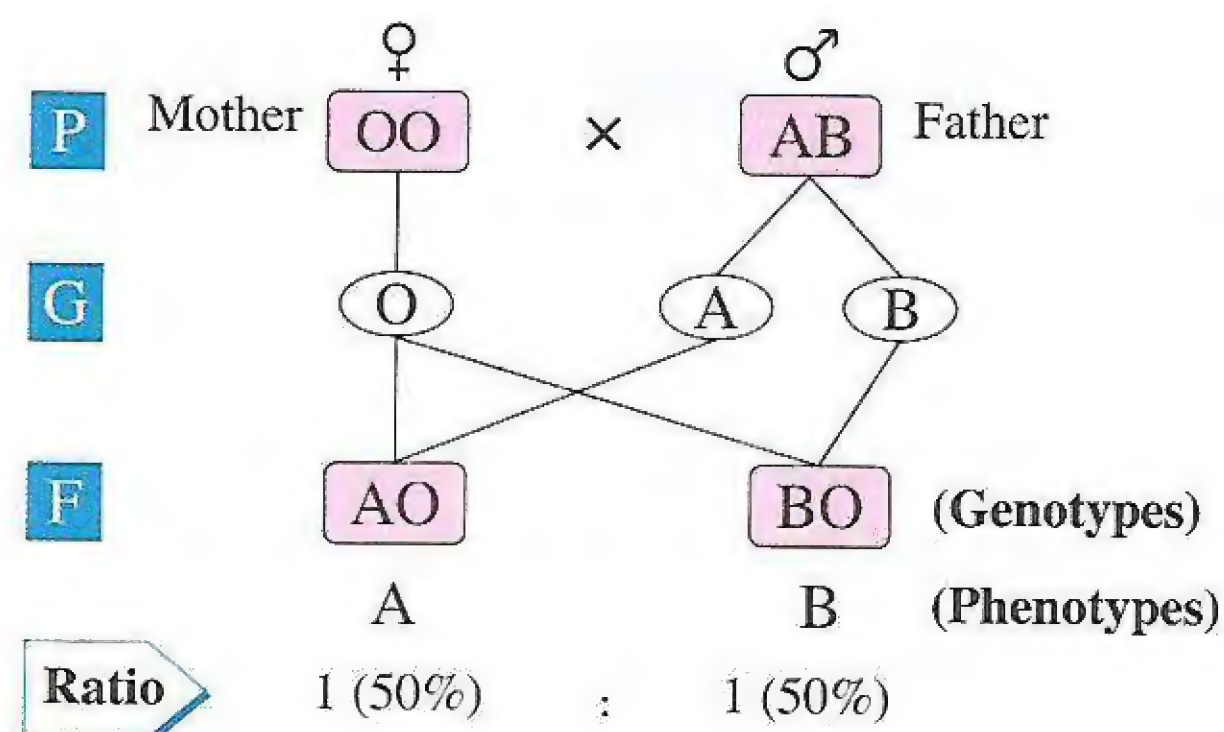 ♀ ♂
P Mother OO × AB Father
G O A B
F AO BO (Genotypes)
A B (Phenotypes)
Ratio 1 (50%) : 1 (50%)